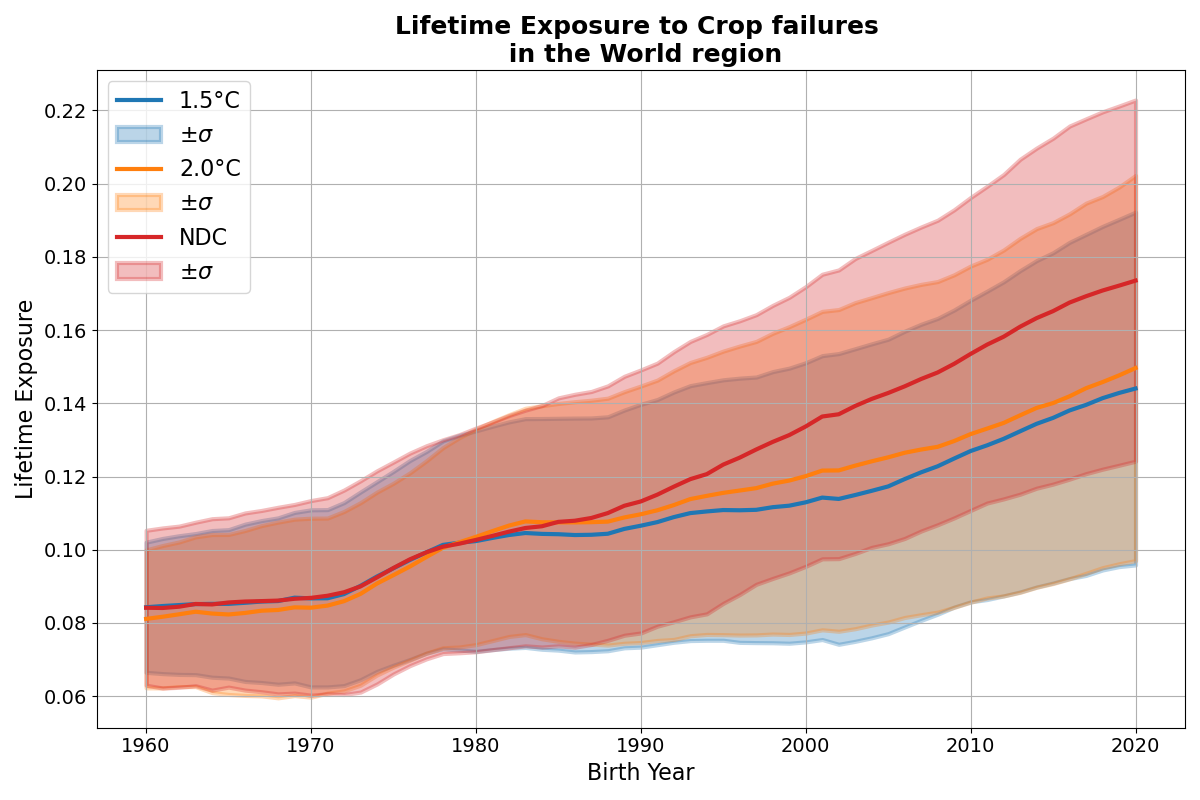 Lifetime Exposure to Crop failures
in the World region
1.5°C
±σ
2.0°C
±σ
NDC
±σ
Lifetime Exposure
0.22
0.20
0.18
0.16
0.14
0.12
0.10
0.08
0.06
1960 1970 1980 1990 2000 2010 2020
Birth Year